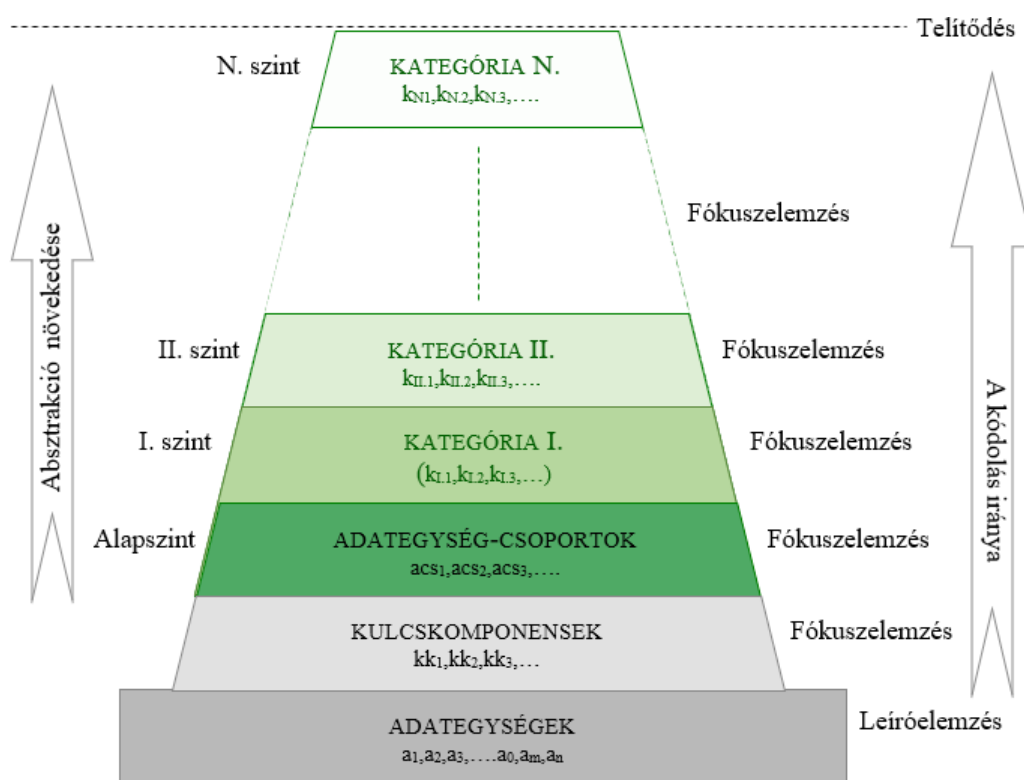 Telítődés
N. szint
KATEGÓRIA N.
kN1,kN.2,kN.3,….
Fókuszelemzés
Absztrakció növekedése
A kódolás iránya
II. szint
KATEGÓRIA II.
kII.1,kII.2,kII.3,….
Fókuszelemzés
I. szint
KATEGÓRIA I.
(kI.1,kI.2,kI.3,…)
Fókuszelemzés
Alapszint
ADATEGYSÉG-CSOPORTOK
acs1,acs2,acs3,….
Fókuszelemzés
KULCSKOMPONENSEK
kk1,kk2,kk3,…
Fókuszelemzés
ADATEGYSÉGEK
a1,a2,a3,….a0,am,an
Leíróelemzés